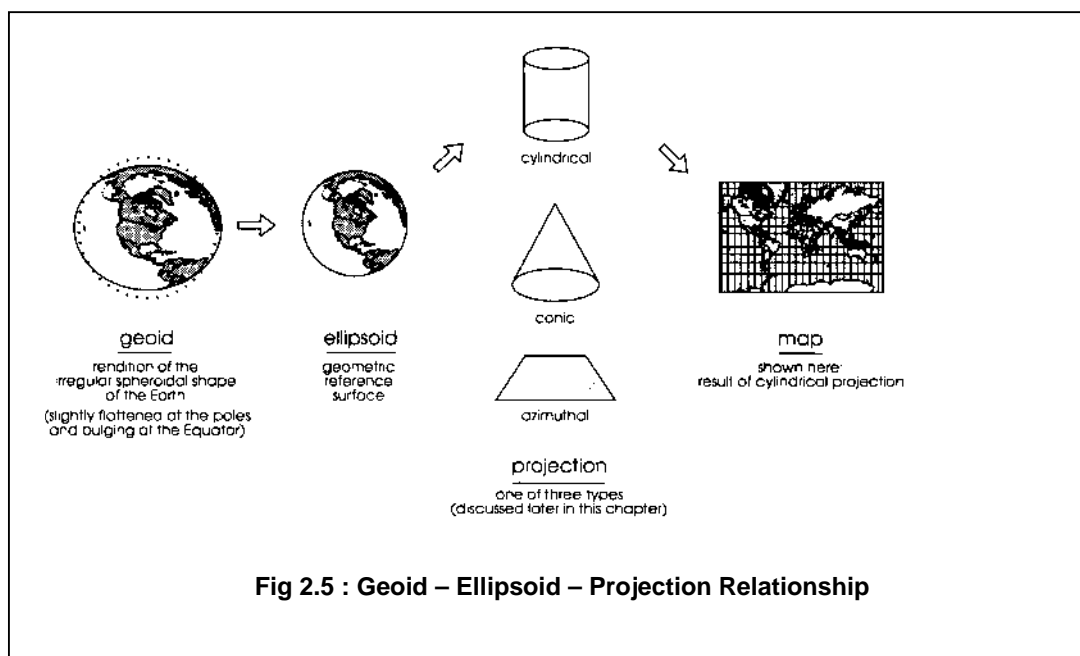 cylindrical
conic
azimuthal
geoid
rendition of the
irregular spheroidal shape
of the Earth
(slightly flattened at the poles
and bulging at the Equator)
ellipsoid
geometric
reference
surface
projection
one of three types
(discussed later in this chapter)
map
shown here:
result of cylindrical projection
Fig 2.5 : Geoid – Ellipsoid – Projection Relationship